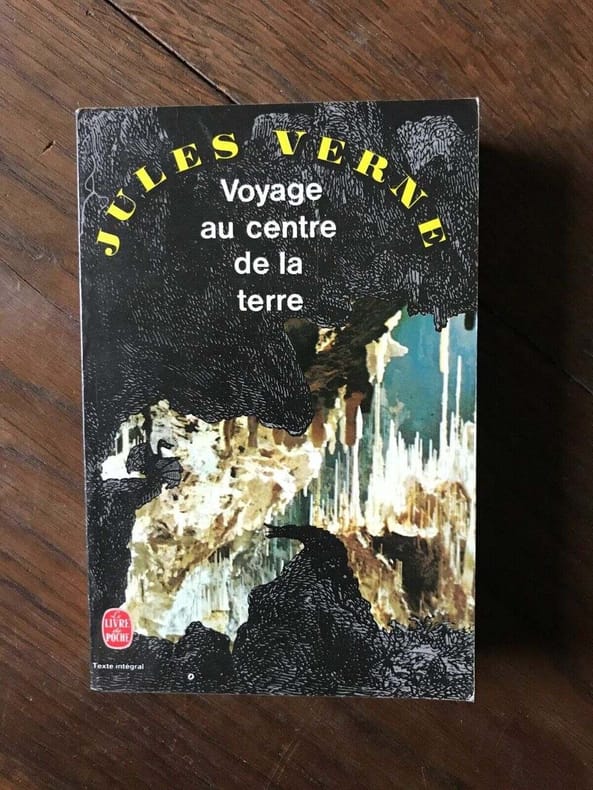 JULES VERNE
Voyage
au centre
de la
terre
Le
LIVRE
de
POCHE
Texte intégral